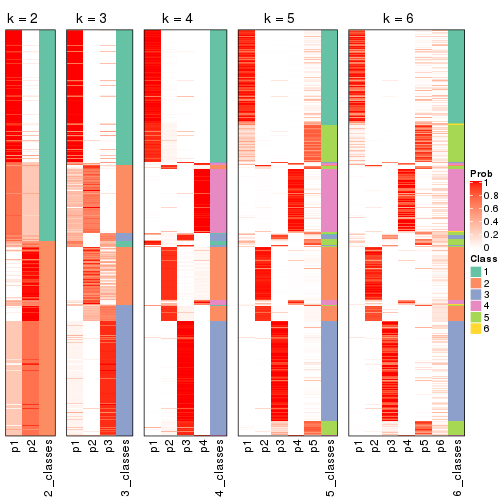 k = 2
k = 3
k = 4
k = 5
k = 6
Prob
1
0.8
0.6
0.4
0.2
0
Class
1
2
3
4
5
6
p1
p2
2_classes
p1
p2
p3
3_classes
p1
p2
p3
p4
4_classes
p1
p2
p3
p4
p5
5_classes
p1
p2
p3
p4
p5
p6
6_classes